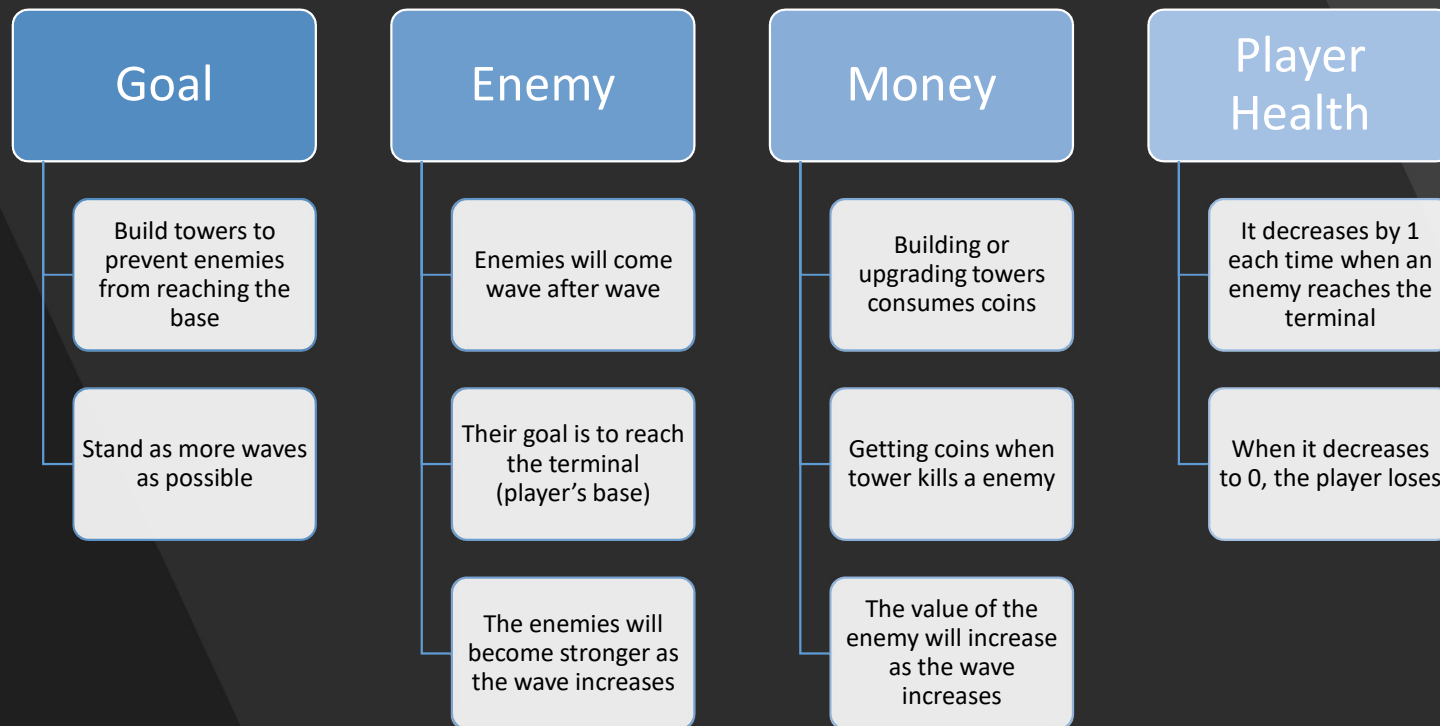 Goal
Build towers to
prevent enemies
from reaching the
base
Stand as more waves
as possible
Enemy
Enemies will come
wave after wave
Their goal is to reach
the terminal
(player’s base)
The enemies will
become stronger as
the wave increases
Money
Building or
upgrading towers
consumes coins
Getting coins when
tower kills a enemy
The value of the
enemy will increase
as the wave
increases
Player
Health
It decreases by 1
each time when an
enemy reaches the
terminal
When it decreases
to 0, the player loses